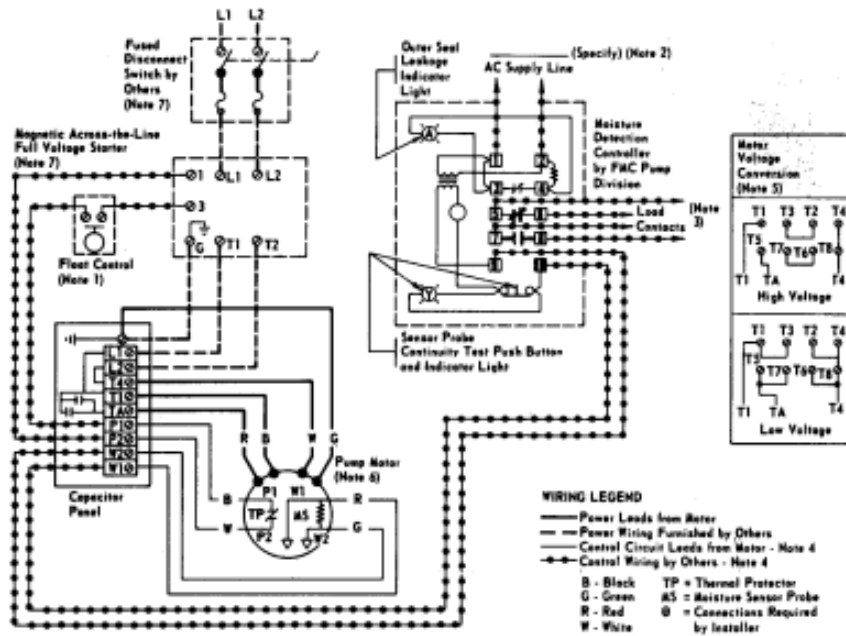 L1 L2
Fused
Disconnect
Switch by
Others
(Note 7)
Magnetic Across-the-Line
Full Voltage Starter
(Note 7)
1 L1 L2
3
G T1 T2
Float Control
(Note 1)
Outer Seal
Leakage
Indicator
Light
(Specify) (Note 2)
AC Supply Line
A
Moisture
Detection
Controller
by FMC Pump
Division
1 2
Load
Contacts
(Note
3)
7
Y
Sensor Probe
Continuity Test Push Button
and Indicator Light
Motor
Voltage
Conversion
(Note 5)
T1 T3 T2 T4
T5 T7 T6 T8
T1 TA T4
High Voltage
T1 T3 T2 T4
T5 T7 T6 T8
T1 TA T4
Low Voltage
L1
L2
T4
T1
TA
P1
P2
W2
W1
Capacitor
Panel
R B W G
Pump Motor
(Note 6)
B P1 W1 R
TP MS
W P2 W2 G
WIRING LEGEND
Power Leads from Motor
Power Wiring Furnished by Others
Control Circuit Leads from Motor - Note 4
Control Wiring by Others - Note 4
B - Black TP = Thermal Protector
G - Green MS = Moisture Sensor Probe
R - Red Ø = Connections Required
W - White by Installer